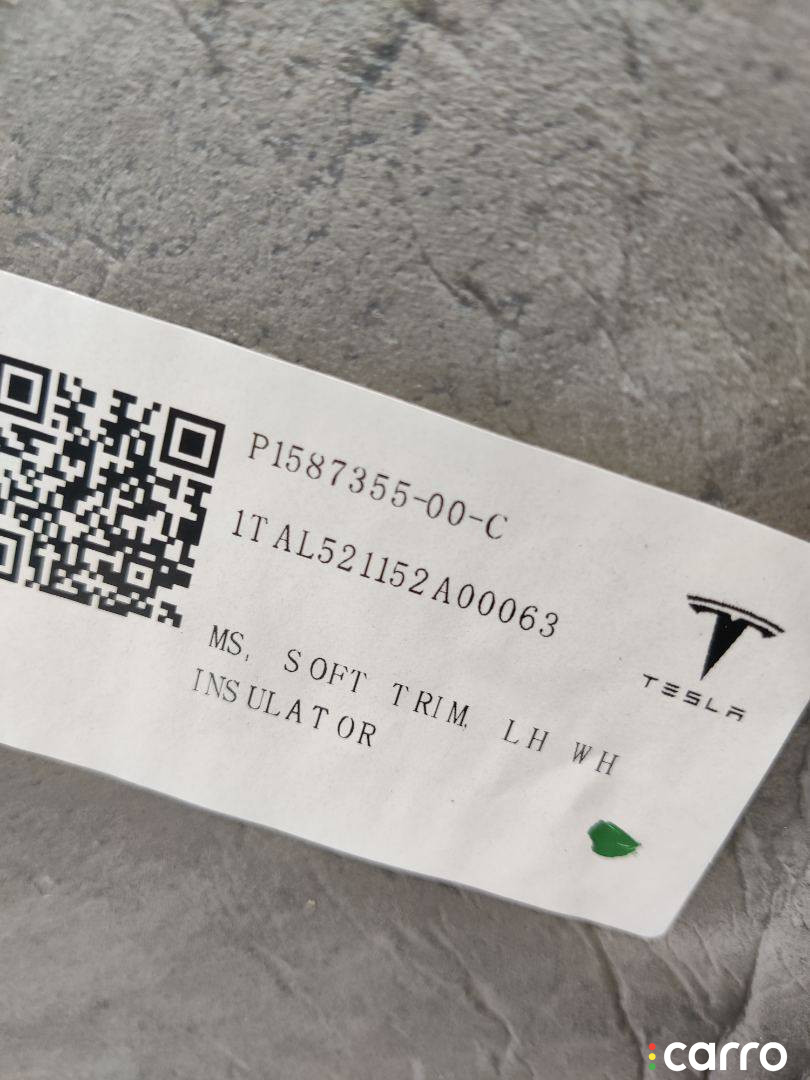 P1587355-00-C
1TAL521152A00063
MS, SOFT TRIM, LH WH
INSULATOR
TESLA
carro